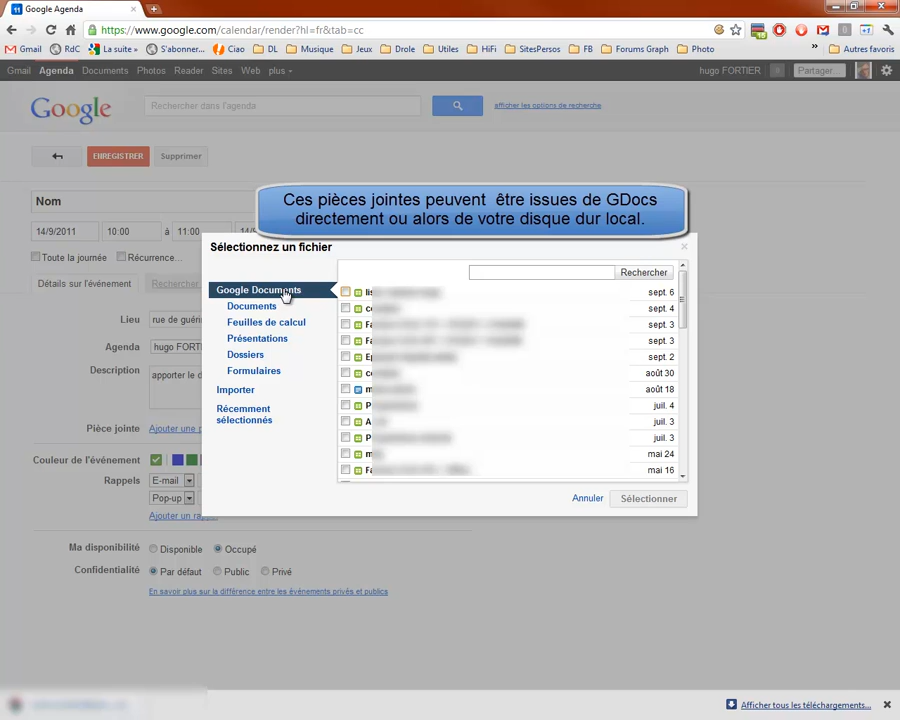 Google Agenda
https://www.google.com/calendar/render?hl=fr&tab=cc
Gmail RdC La suite » S'abonner... Ciao DL Musique Jeux Drole Utiles HiFi SitesPersos FB Forums Graph Photo » Autres favoris
Gmail Agenda Documents Photos Reader Sites Web plus hugo FORTIER Partager...
Google Rechercher dans l'agenda afficher les options de recherche
ENREGISTRER Supprimer
Nom
Ces pièces jointes peuvent être issues de GDocs
directement ou alors de votre disque dur local.
14/9/2011 10:00 à 11:00 14/9
Sélectionnez un fichier
Toute la journée Récurrence...
Rechercher
Détails sur l'événement Rechercher
Google Documents sept. 6
Documents sept. 4
Lieu rue de guéri
Feuilles de calcul sept. 3
Présentations sept. 3
Agenda hugo FORTI
Dossiers sept. 2
Description apporter le d
Formulaires août 30
Importer août 18
juil. 4
Récemment
sélectionnés juil. 3
Pièce jointe Ajouter une p
juil. 3
mai 24
Couleur de l'événement
mai 16
Rappels E-mail
Pop-up
Annuler Sélectionner
Ajouter un rapp
Ma disponibilité Disponible Occupé
Confidentialité Par défaut Public Privé
En savoir plus sur la différence entre les événements privés et publics
Afficher tous les téléchargements...